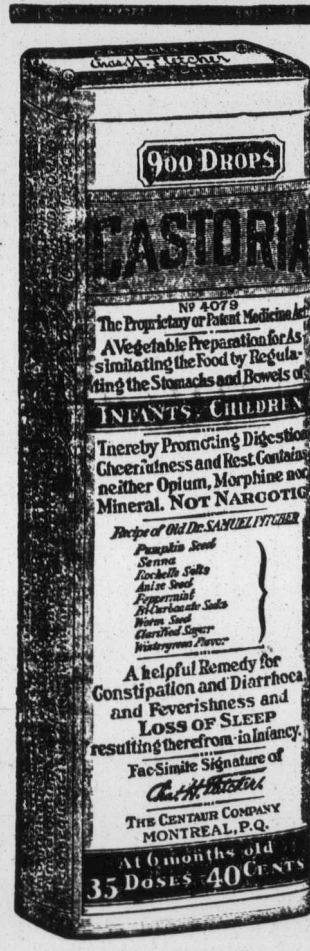 Chas. H. Fletcher
900 DROPS
CASTORIA
Nº 4079
The Proprietary or Patent Medicine Act
A Vegetable Preparation for As
similating the Food by Regula-
ting the Stomachs and Bowels of
INFANTS CHILDREN
Thereby Promoting Digestion
Cheerfulness and Rest. Contains
neither Opium, Morphine nor
Mineral. NOT NARCOTIC
Recipe of Old Dr. SAMUEL PITCHER
Pumpkin Seed
Senna
Rochelle Salts
Anise Seed
Peppermint
Bi-Carbonate Soda
Worm Seed
Clarified Sugar
Wintergreen Flavor
A helpful Remedy for
Constipation and Diarrhoea,
and Feverishness and
LOSS OF SLEEP
resulting therefrom-in Infancy.
Fac-Simile Signature of
Chas. H. Fletcher.
THE CENTAUR COMPANY
MONTREAL, P.Q.
At 6 months old
35 DOSES - 40 CENTS